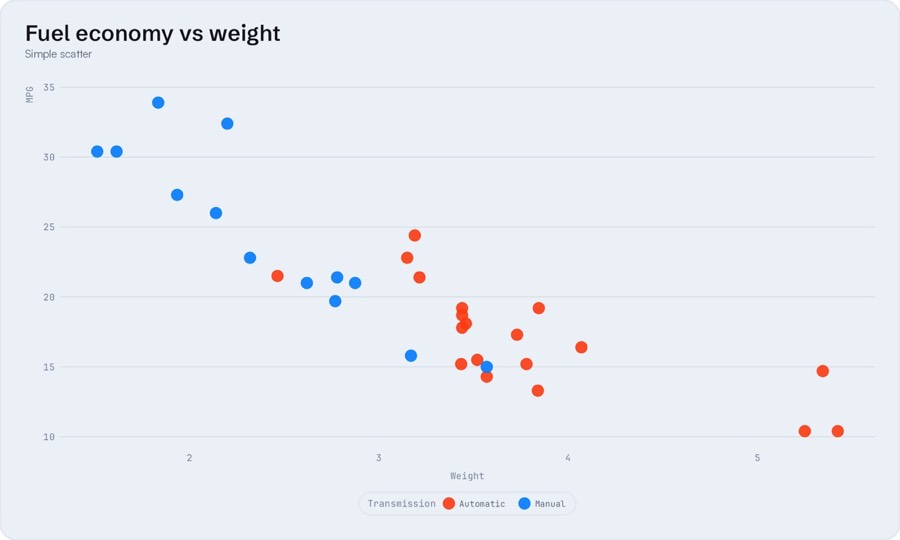 Fuel economy vs weight
Simple scatter
MPG
35
30
25
20
15
10
2 3 4 5
Weight
Transmission Automatic Manual